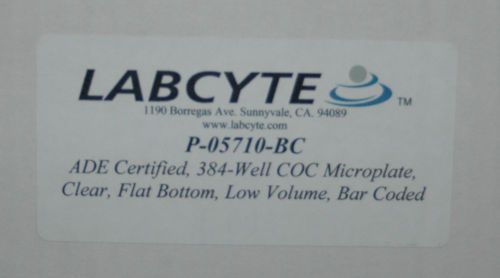 LABCYTE TM
1190 Borregas Ave. Sunnyvale, CA. 94089
www.labcyte.com
P-05710-BC
ADE Certified, 384-Well COC Microplate,
Clear, Flat Bottom, Low Volume, Bar Coded